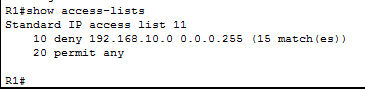 R1#show access-lists
Standard IP access list 11
    10 deny 192.168.10.0 0.0.0.255 (15 match(es))
    20 permit any
R1#